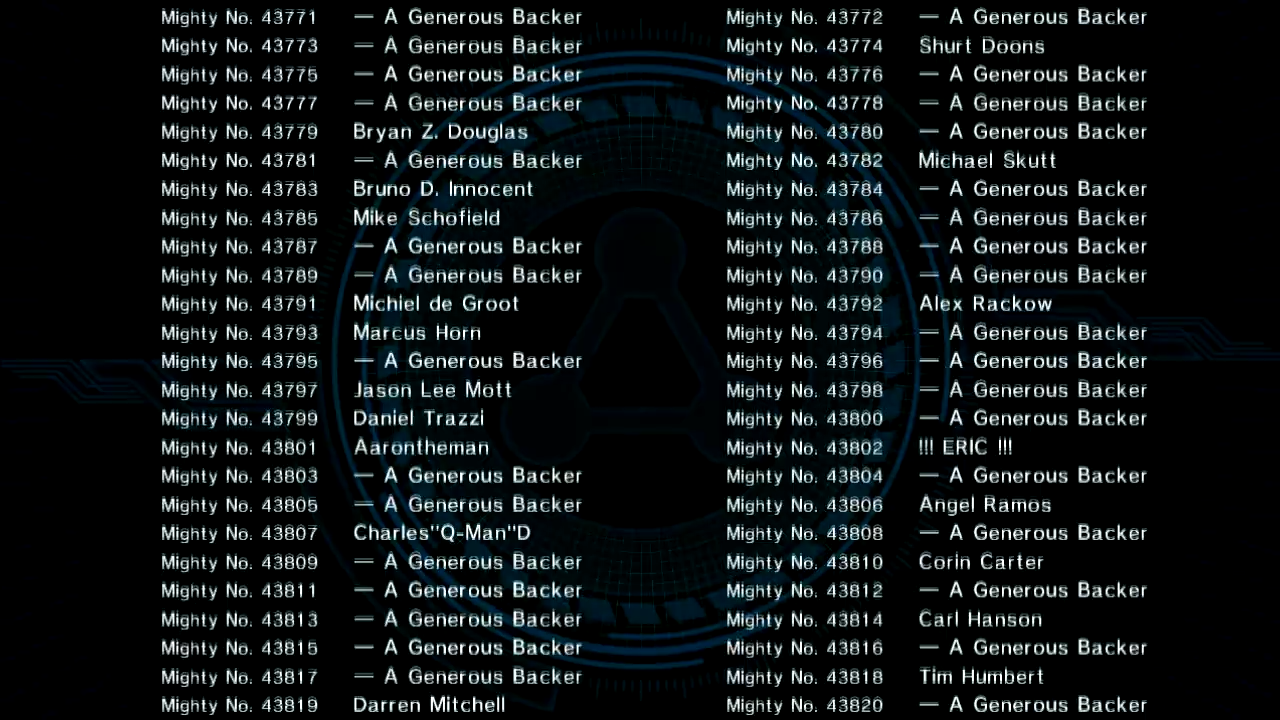 Mighty No. 43771 — A Generous Backer Mighty No. 43772 — A Generous Backer
Mighty No. 43773 — A Generous Backer Mighty No. 43774 Shurt Doons
Mighty No. 43775 — A Generous Backer Mighty No. 43776 — A Generous Backer
Mighty No. 43777 — A Generous Backer Mighty No. 43778 — A Generous Backer
Mighty No. 43779 Bryan Z. Douglas Mighty No. 43780 — A Generous Backer
Mighty No. 43781 — A Generous Backer Mighty No. 43782 Michael Skutt
Mighty No. 43783 Bruno D. Innocent Mighty No. 43784 — A Generous Backer
Mighty No. 43785 Mike Schofield Mighty No. 43786 — A Generous Backer
Mighty No. 43787 — A Generous Backer Mighty No. 43788 — A Generous Backer
Mighty No. 43789 — A Generous Backer Mighty No. 43790 — A Generous Backer
Mighty No. 43791 Michiel de Groot Mighty No. 43792 Alex Rackow
Mighty No. 43793 Marcus Horn Mighty No. 43794 — A Generous Backer
Mighty No. 43795 — A Generous Backer Mighty No. 43796 — A Generous Backer
Mighty No. 43797 Jason Lee Mott Mighty No. 43798 — A Generous Backer
Mighty No. 43799 Daniel Trazzi Mighty No. 43800 — A Generous Backer
Mighty No. 43801 Aarontheman Mighty No. 43802 !!! ERIC !!!
Mighty No. 43803 — A Generous Backer Mighty No. 43804 — A Generous Backer
Mighty No. 43805 — A Generous Backer Mighty No. 43806 Angel Ramos
Mighty No. 43807 Charles"Q-Man"D Mighty No. 43808 — A Generous Backer
Mighty No. 43809 — A Generous Backer Mighty No. 43810 Corin Carter
Mighty No. 43811 — A Generous Backer Mighty No. 43812 — A Generous Backer
Mighty No. 43813 — A Generous Backer Mighty No. 43814 Carl Hanson
Mighty No. 43815 — A Generous Backer Mighty No. 43816 — A Generous Backer
Mighty No. 43817 — A Generous Backer Mighty No. 43818 Tim Humbert
Mighty No. 43819 Darren Mitchell Mighty No. 43820 — A Generous Backer